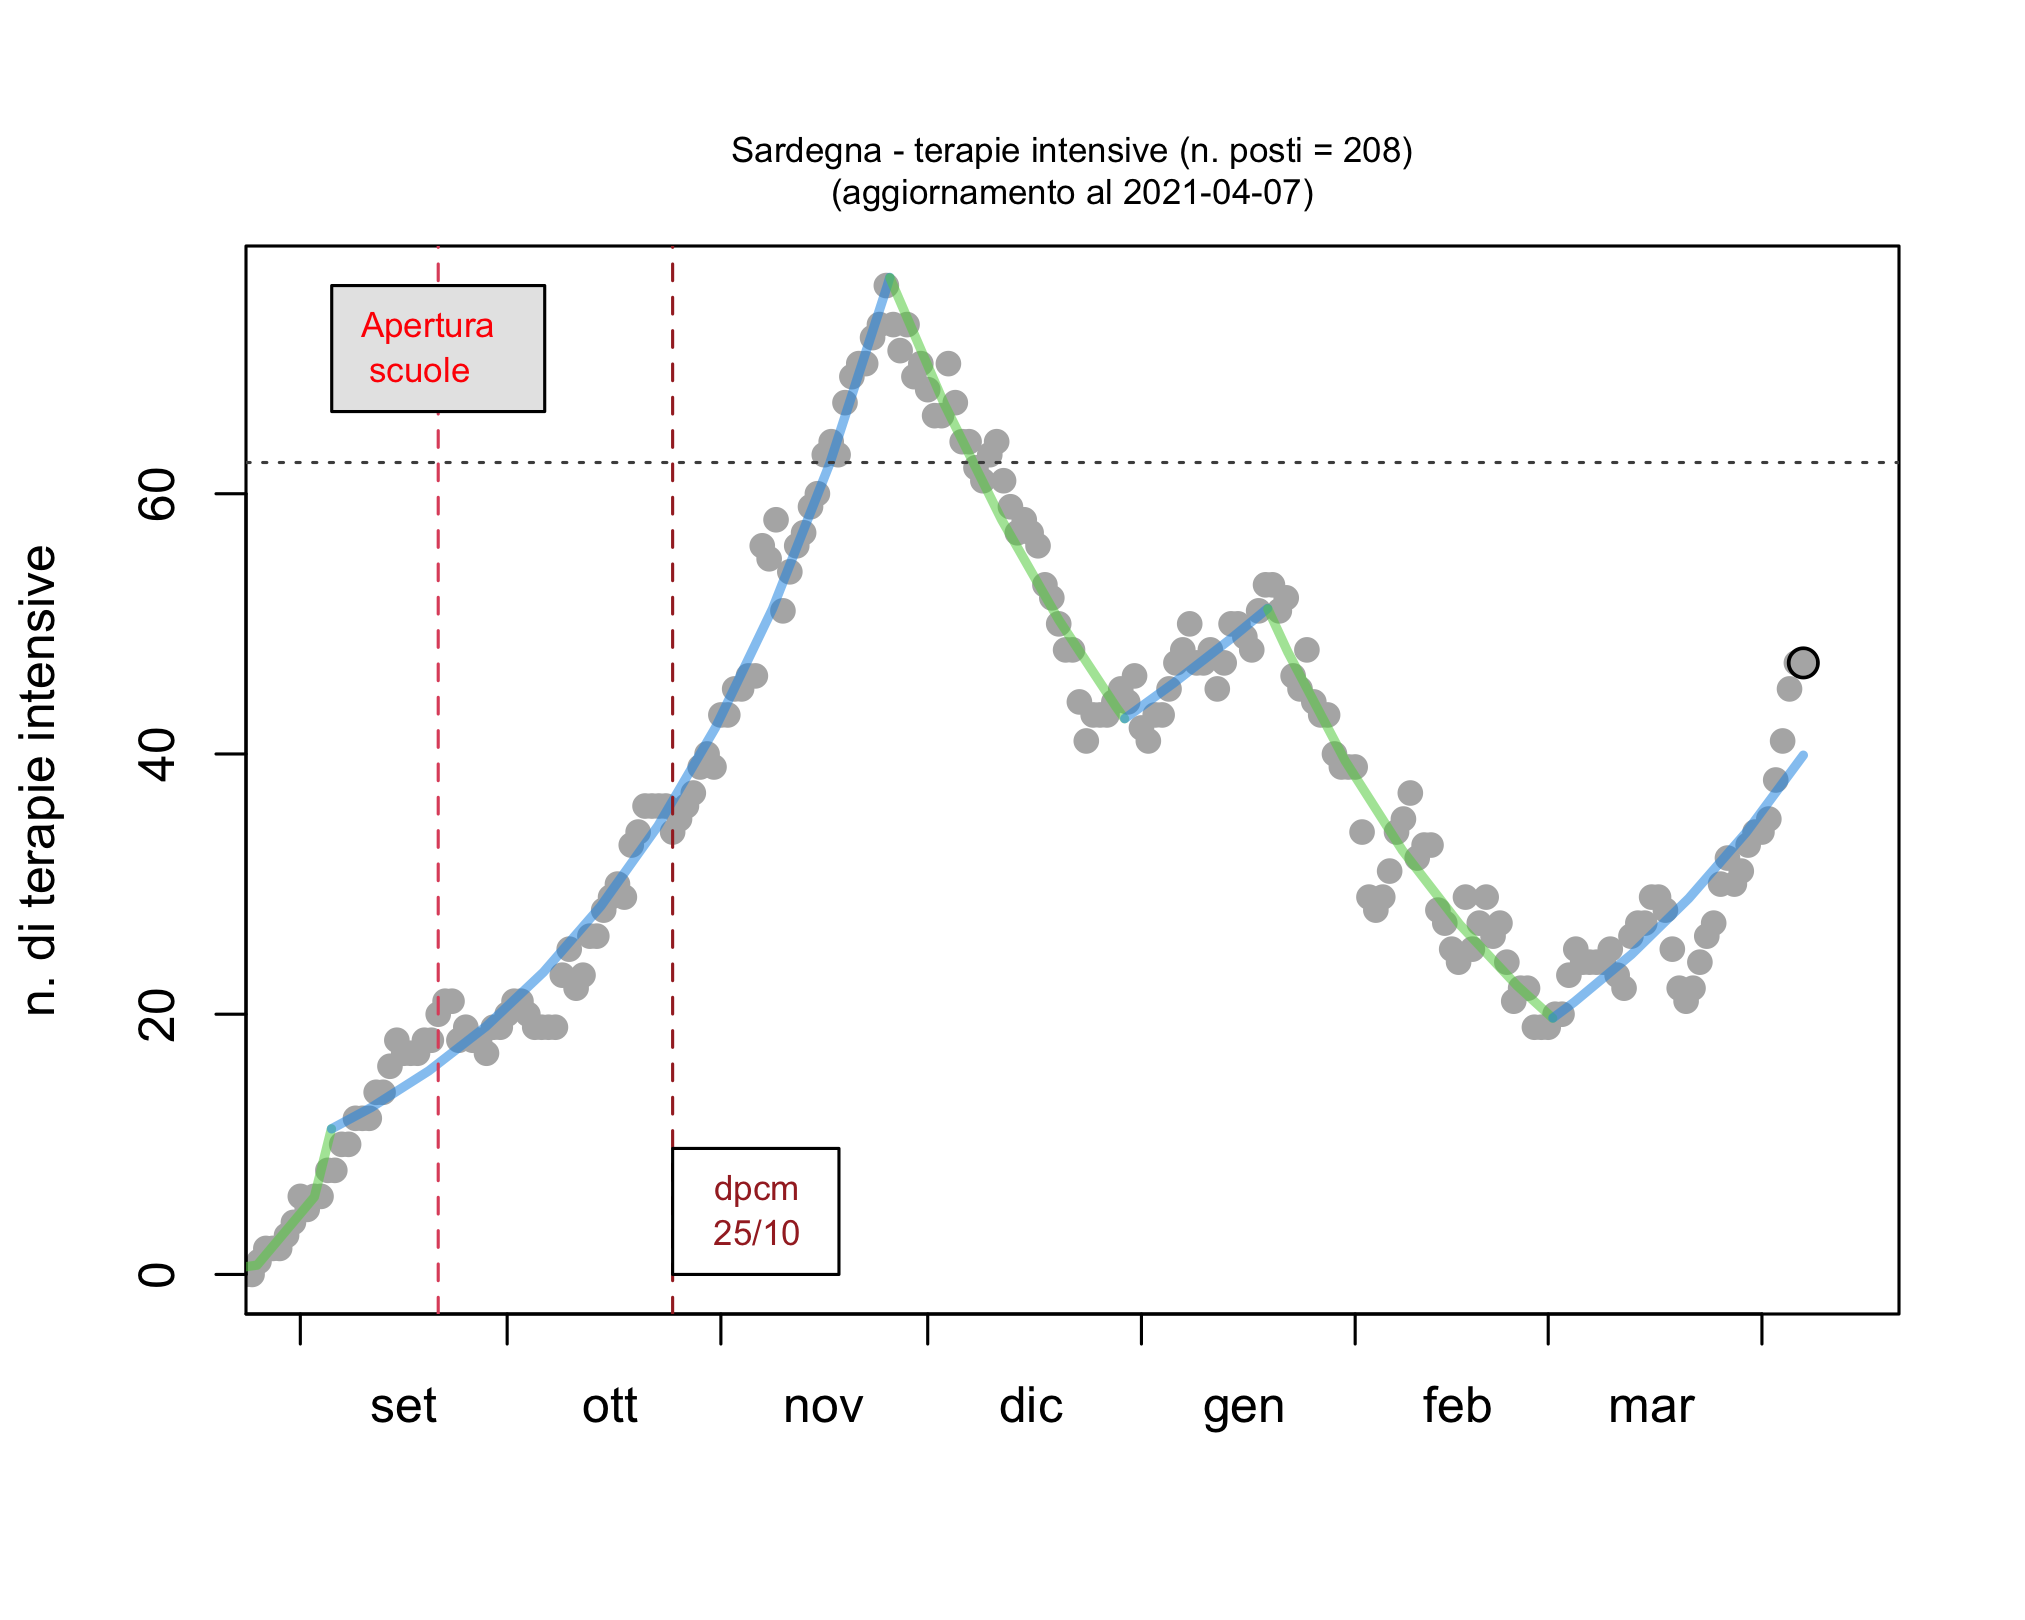 Sardegna - terapie intensive (n. posti = 208)
(aggiornamento al 2021-04-07)
Apertura
scuole
dpcm
25/10
n. di terapie intensive
60
40
20
0
set ott nov dic gen feb mar